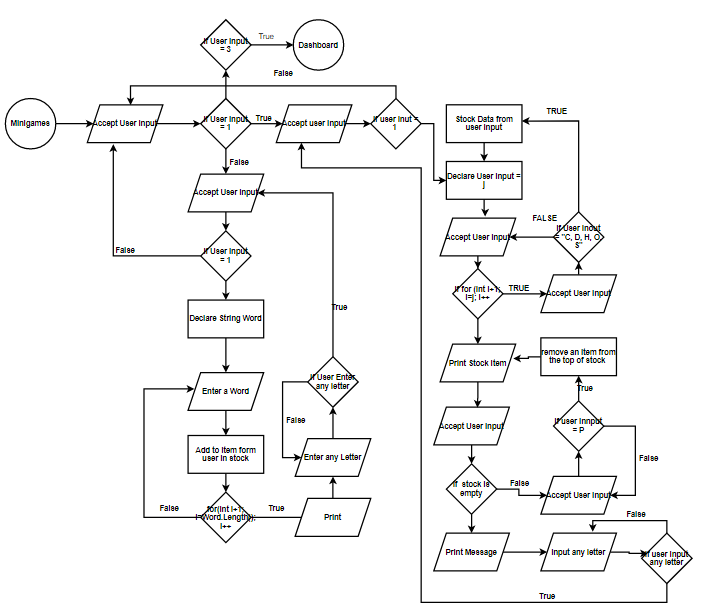 If User Input
= 3
True
Dashboard
False
Minigames
Accept User Input
If User Input
= 1
True
Accept user Input
If user Inut =
1
Stock Data from
user Input
TRUE
False
Declare User Input =
j
Accept User Input
FALSE
If User Inout
= "C, D, H, O,
S"
Accept User Input
If User Input
= 1
False
If for (Int I+1;
I=j; I++
TRUE
Accept User Input
Declare String Word
True
Print Stock Item
remove an Item from
the top of stock
If User Enter
any letter
Enter a Word
True
Accept User Input
If user Innput
= P
False
Add to Item form
user In stock
Enter any Letter
False
If stock Is
empty
False
Accept User Input
False
for(Int I+1;
I=Word.Length();
I++
True
Print
False
Print Message
Input any letter
If user Input
any letter
True